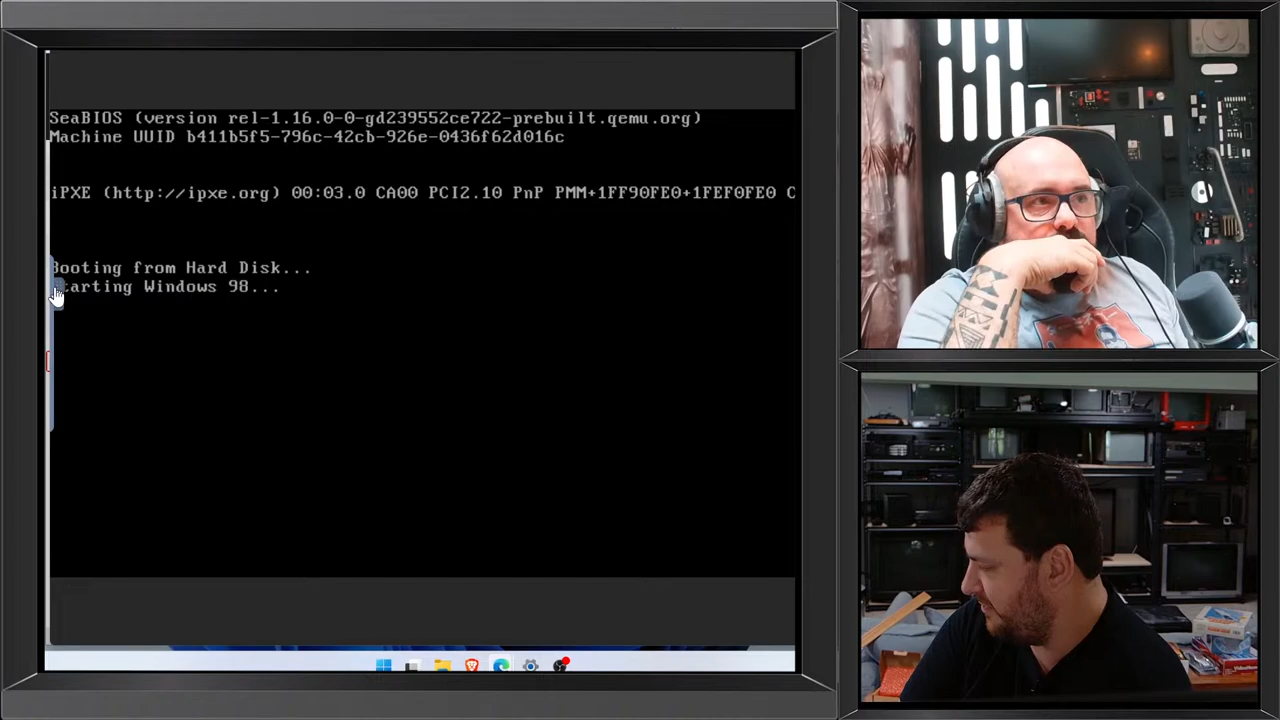 SeaBIOS (version rel-1.16.0-0-gd239552ce722-prebuilt.qemu.org)
Machine UUID b411b5f5-796c-42cb-926e-0436f62d016c
iPXE (http://ipxe.org) 00:03.0 CA00 PCI2.10 PnP PMM+1FF90FE0+1FEF0FE0 C
Booting from Hard Disk...
Starting Windows 98...